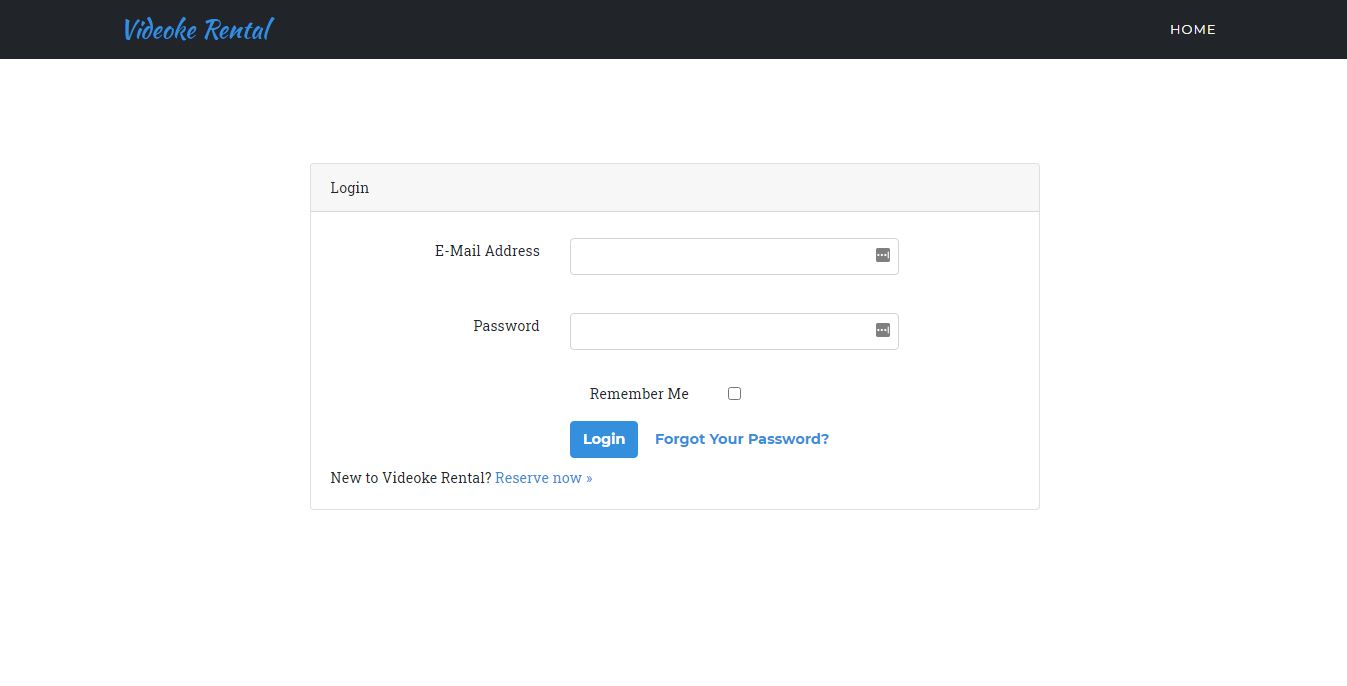 Videoke Rental
HOME
Login
E-Mail Address
Password
Remember Me
Login Forgot Your Password?
New to Videoke Rental? Reserve now »